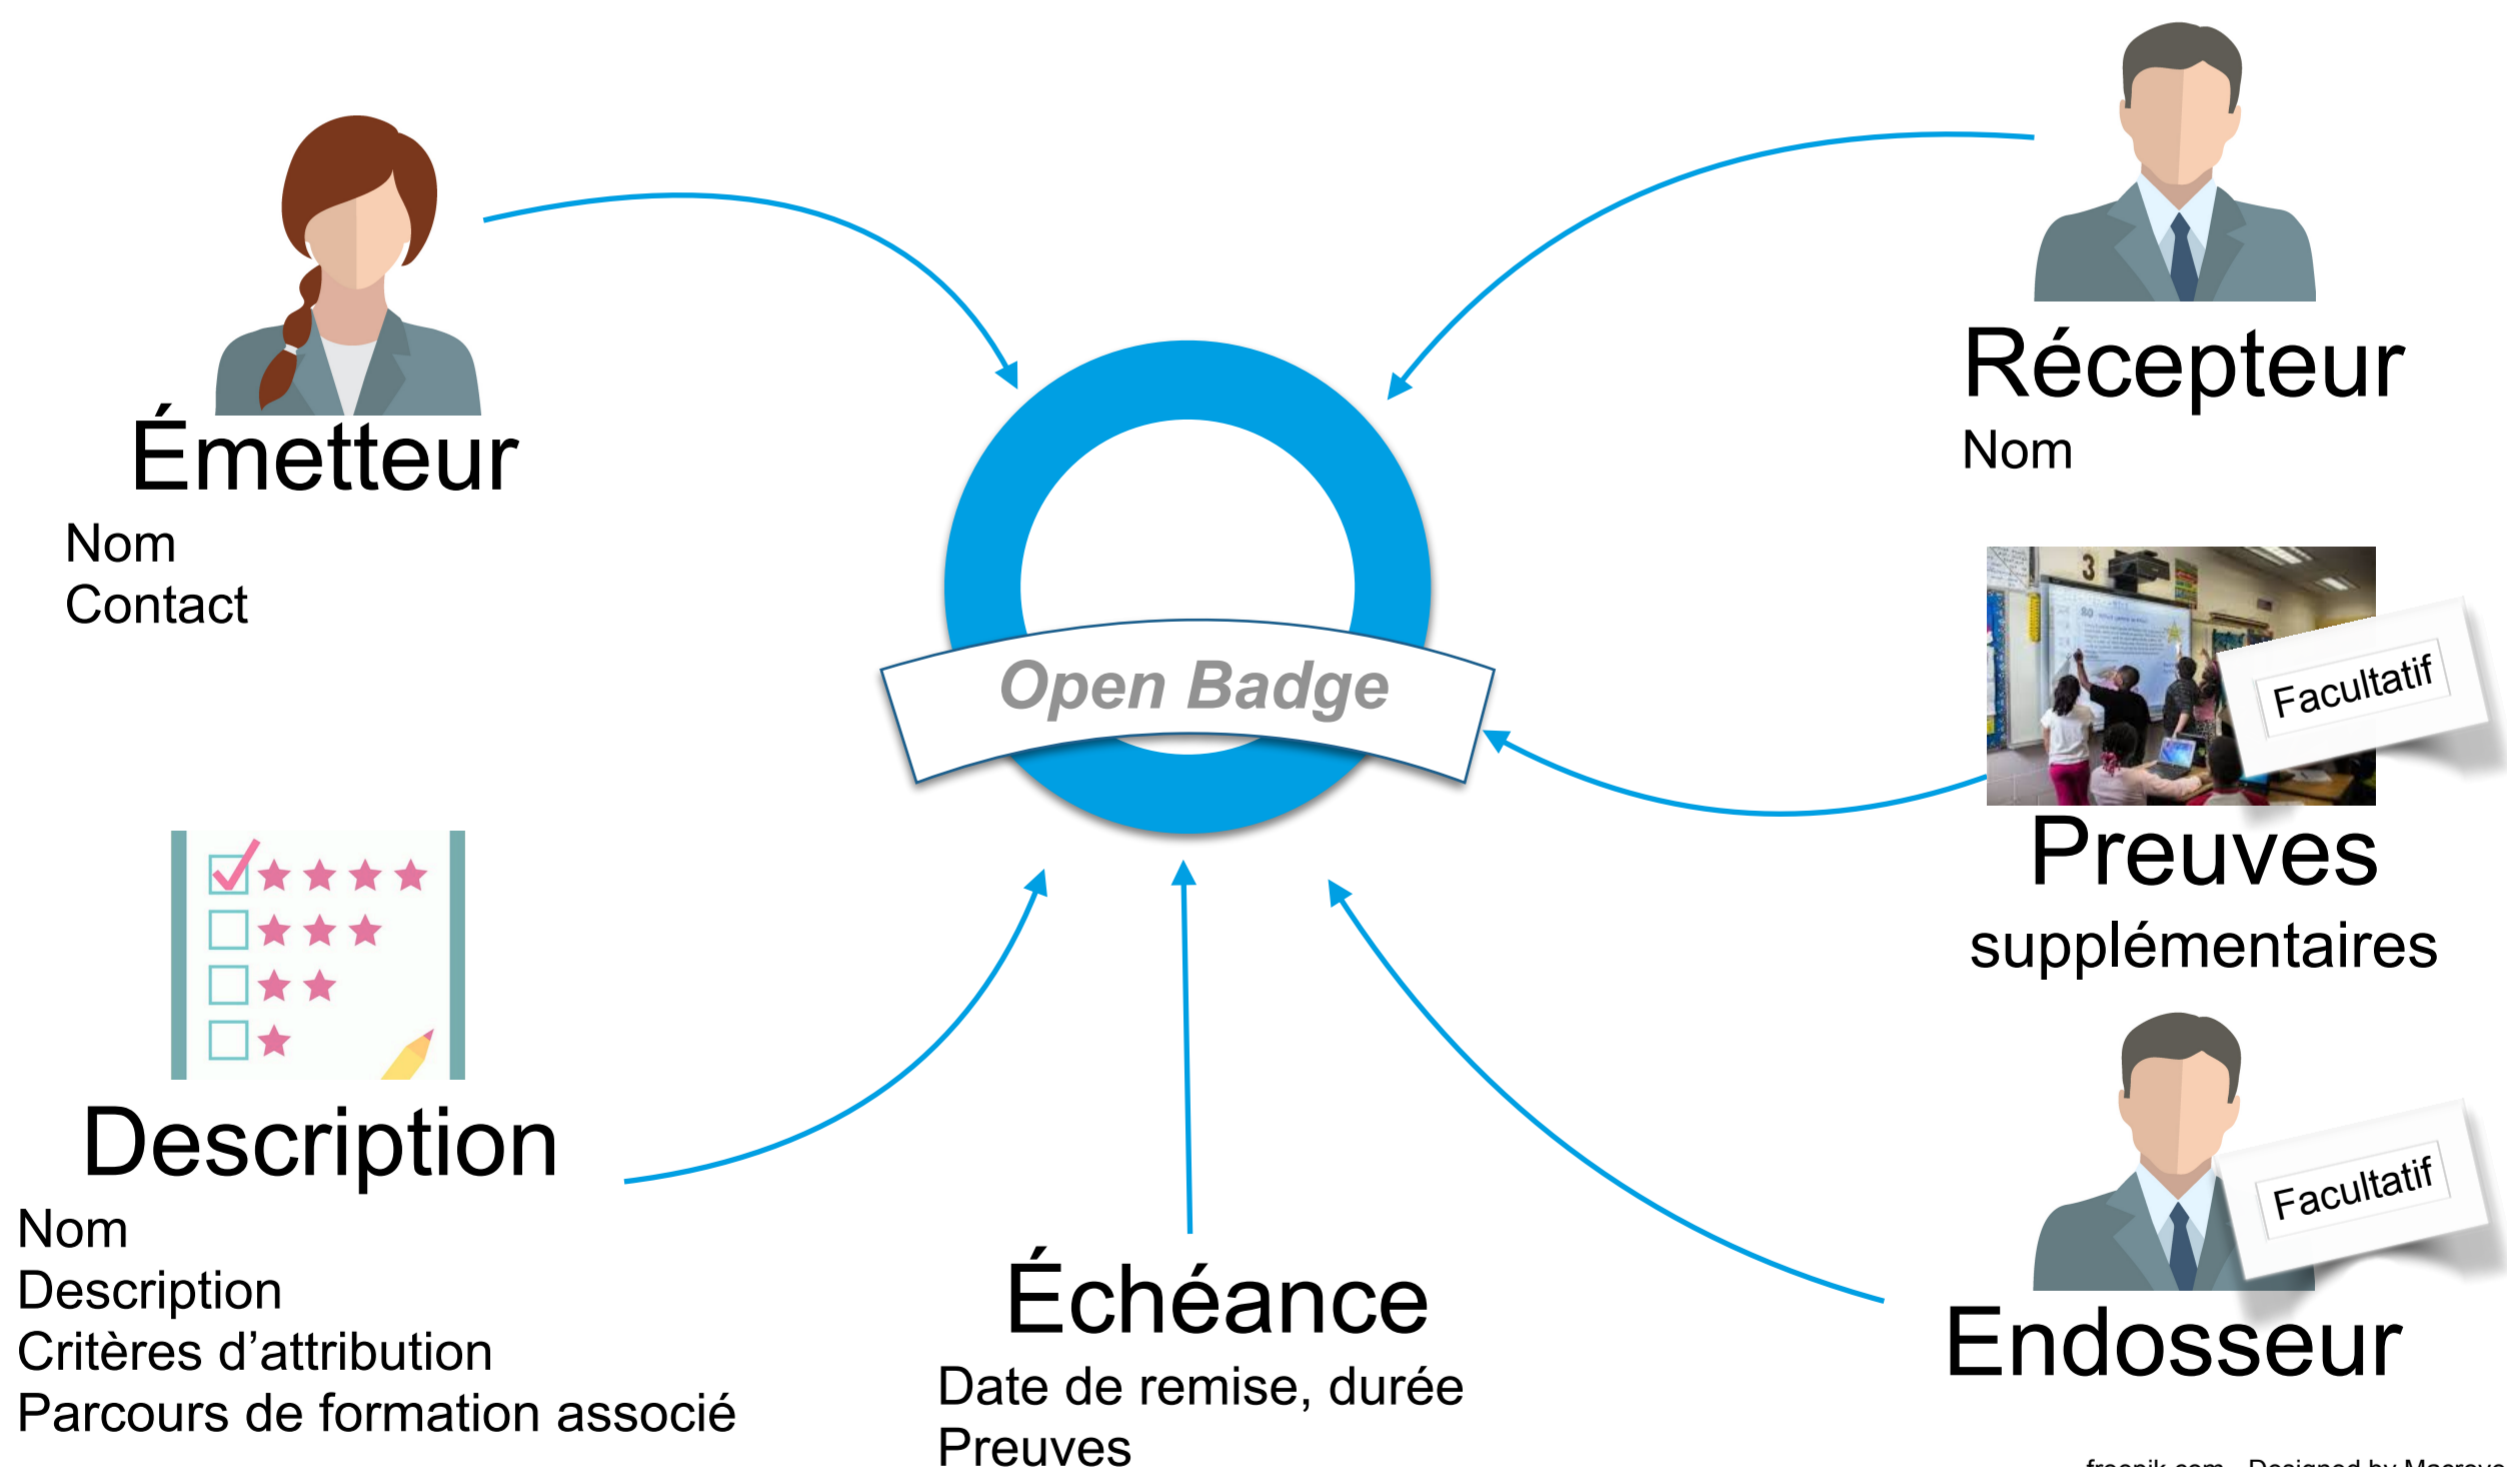 Émetteur
Nom
Contact
Récepteur
Nom
Open Badge
3
Facultatif
Preuves
supplémentaires
Description
Nom
Description
Critères d'attribution
Parcours de formation associé
Échéance
Date de remise, durée
Preuves
Facultatif
Endosseur